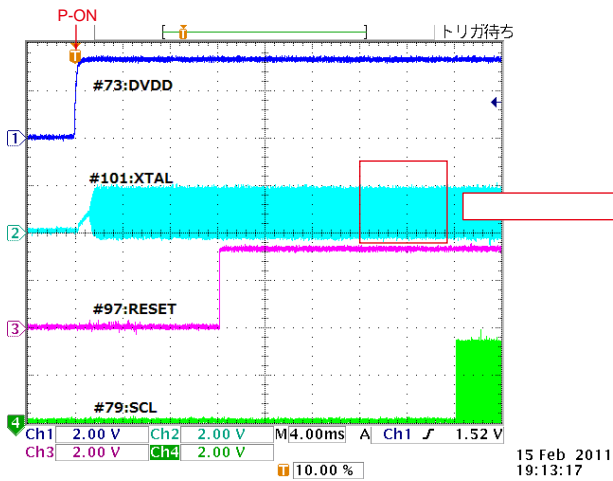 P-ON
T
トリガ待ち
T
#73:DVDD
1
#101:XTAL
2
#97:RESET
3
#79:SCL
4
Ch1 2.00 V Ch2 2.00 V M 4.00ms A Ch1 1.52 V
Ch3 2.00 V Ch4 2.00 V
T 10.00 %
15 Feb 2011
19:13:17